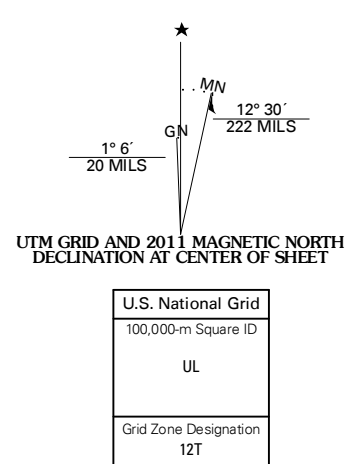 MN
GN
12° 30´
222 MILS
1° 6´
20 MILS
UTM GRID AND 2011 MAGNETIC NORTH
DECLINATION AT CENTER OF SHEET
U.S. National Grid
100,000-m Square ID
UL
Grid Zone Designation
12T